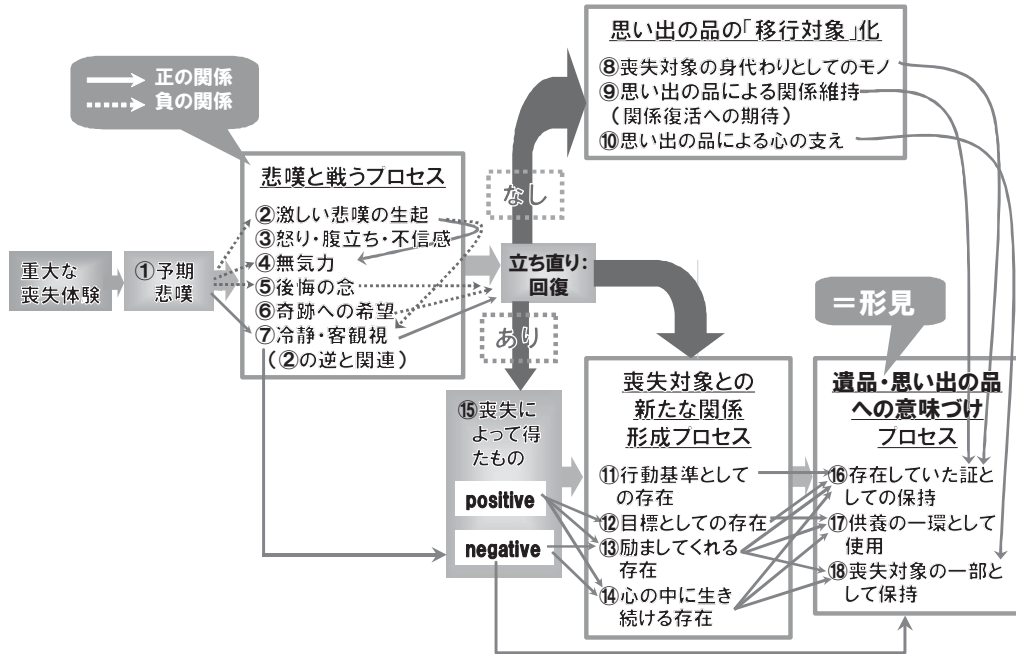 正の関係
負の関係
重大な
喪失体験
①予期
悲嘆
悲嘆と戦うプロセス
②激しい悲嘆の生起
③怒り・腹立ち・不信感
④無気力
⑤後悔の念
⑥奇跡への希望
⑦冷静・客観視
(②の逆と関連)
立ち直り:
回復
なし
あり
思い出の品の「移行対象」化
⑧喪失対象の身代わりとしてのモノ
⑨思い出の品による関係維持
(関係復活への期待)
⑩思い出の品による心の支え
⑮喪失に
よって得
たもの
positive
negative
喪失対象との
新たな関係
形成プロセス
⑪行動基準として
の存在
⑫目標としての存在
⑬励ましてくれる
存在
⑭心の中に生き
続ける存在
＝形見
遺品・思い出の品
への意味づけ
プロセス
⑯存在していた証と
しての保持
⑰供養の一環として
使用
⑱喪失対象の一部と
して保持